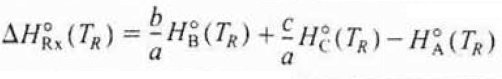 ΔH°Rx(TR) = b/a H°B(TR) + c/a H°C(TR) − H°A(TR)